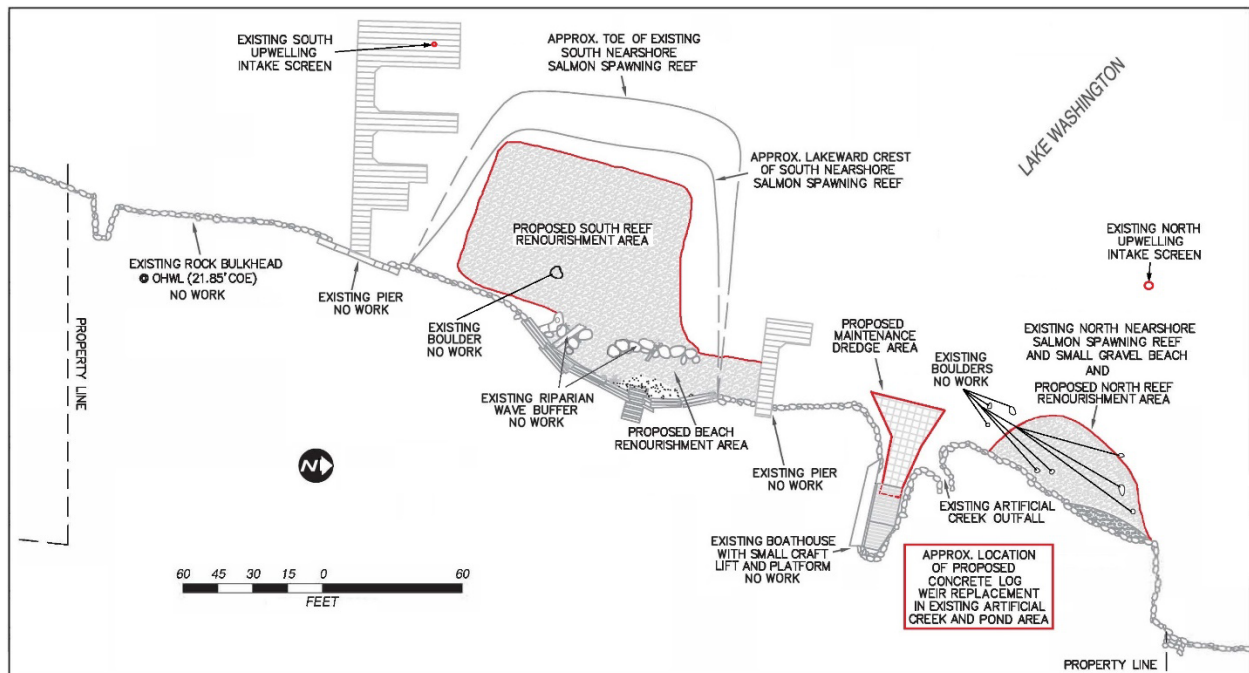 EXISTING SOUTH
UPWELLING
INTAKE SCREEN
APPROX. TOE OF EXISTING
SOUTH NEARSHORE
SALMON SPAWNING REEF
LAKE WASHINGTON
APPROX. LAKEWARD CREST
OF SOUTH NEARSHORE
SALMON SPAWNING REEF
PROPOSED SOUTH REEF
RENOURISHMENT AREA
EXISTING NORTH
UPWELLING
INTAKE SCREEN
EXISTING ROCK BULKHEAD
@ OHWL (21.85' COE)
NO WORK
EXISTING PIER
NO WORK
EXISTING
BOULDER
NO WORK
PROPOSED
MAINTENANCE
DREDGE AREA
EXISTING NORTH NEARSHORE
SALMON SPAWNING REEF
AND SMALL GRAVEL BEACH
AND
PROPOSED NORTH REEF
RENOURISHMENT AREA
EXISTING
BOULDERS
NO WORK
PROPERTY LINE
EXISTING RIPARIAN
WAVE BUFFER
NO WORK
PROPOSED BEACH
RENOURISHMENT AREA
EXISTING PIER
NO WORK
N
EXISTING ARTIFICIAL
CREEK OUTFALL
EXISTING BOATHOUSE
WITH SMALL CRAFT
LIFT AND PLATFORM
NO WORK
APPROX. LOCATION
OF PROPOSED
CONCRETE LOG
WEIR REPLACEMENT
IN EXISTING ARTIFICIAL
CREEK AND POND AREA
60 45 30 15 0 60
FEET
PROPERTY LINE